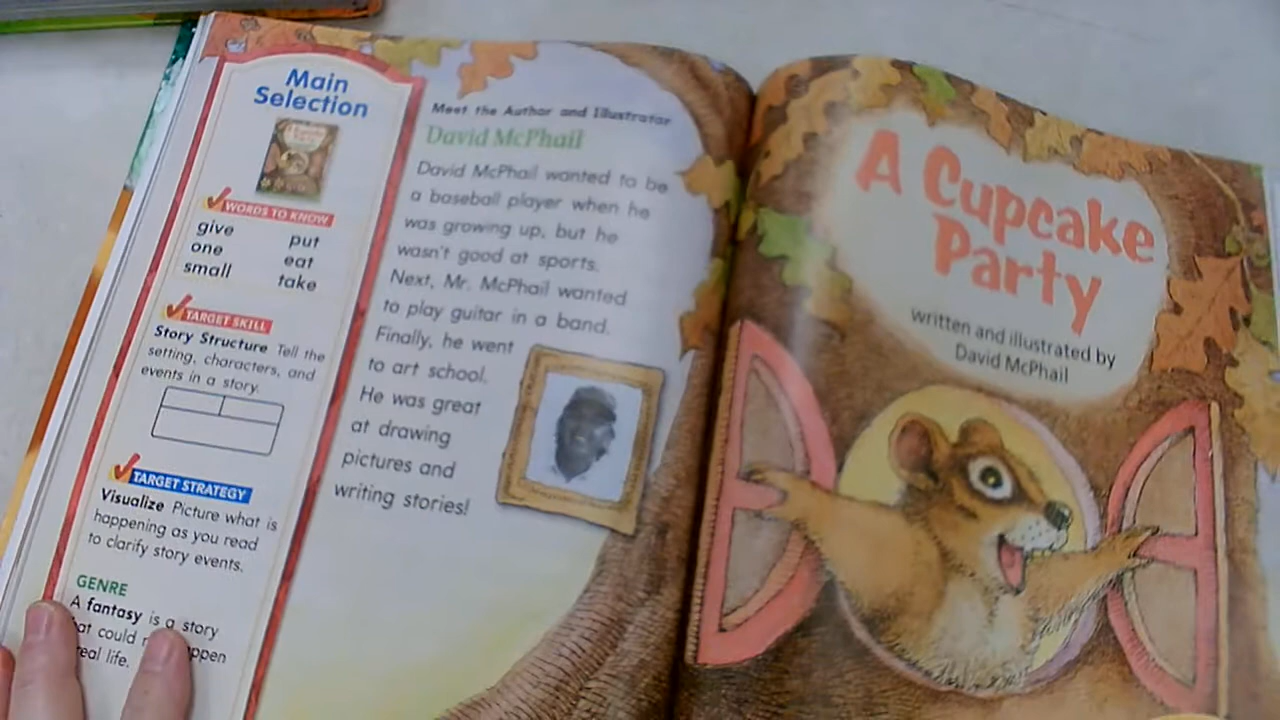 Main
Selection
WORDS TO KNOW
give put
one eat
small take
TARGET SKILL
Story Structure Tell the
setting, characters, and
events in a story.
TARGET STRATEGY
Visualize Picture what is
happening as you read
to clarify story events.
GENRE
A fantasy is a story
could
real life.
Meet the Author and Illustrator
David McPhail
David McPhail wanted to be
a baseball player when he
was growing up, but he
wasn't good at sports.
Next, Mr. McPhail wanted
to play guitar in a band.
Finally, he went
to art school.
He was great
at drawing
pictures and
writing stories!
A Cupcake
Party
written and illustrated by
David McPhail